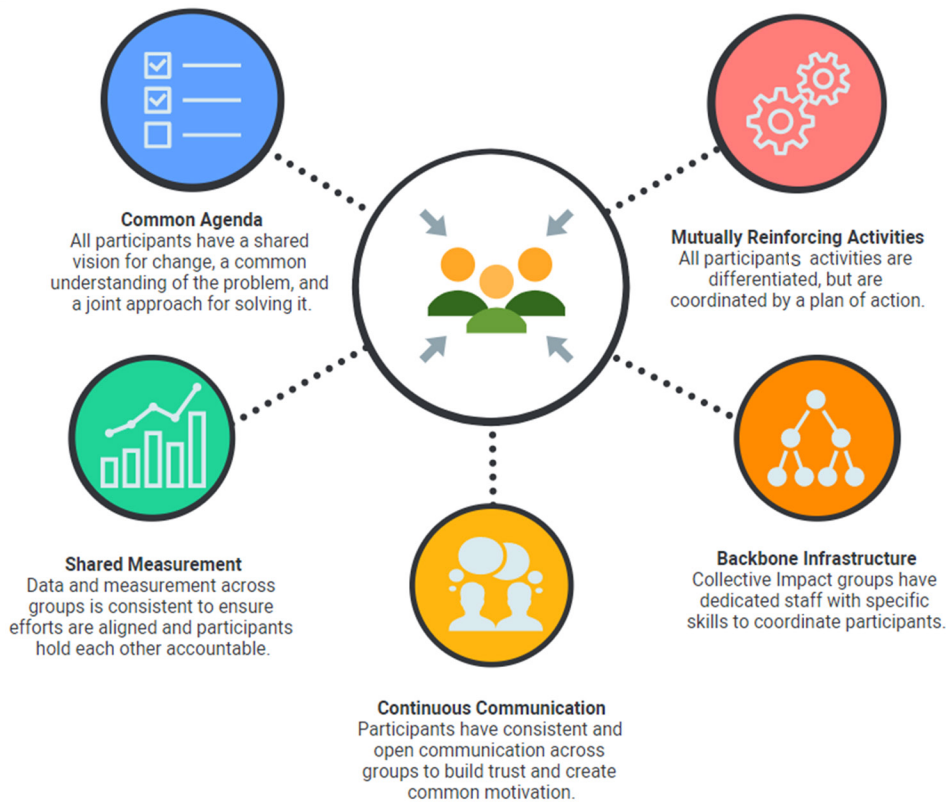 Common Agenda
All participants have a shared
vision for change, a common
understanding of the problem, and
a joint approach for solving it.
Mutually Reinforcing Activities
All participants activities are
differentiated, but are
coordinated by a plan of action.
Shared Measurement
Data and measurement across
groups is consistent to ensure
efforts are aligned and participants
hold each other accountable.
Backbone Infrastructure
Collective Impact groups have
dedicated staff with specific
skills to coordinate participants.
Continuous Communication
Participants have consistent and
open communication across
groups to build trust and create
common motivation.